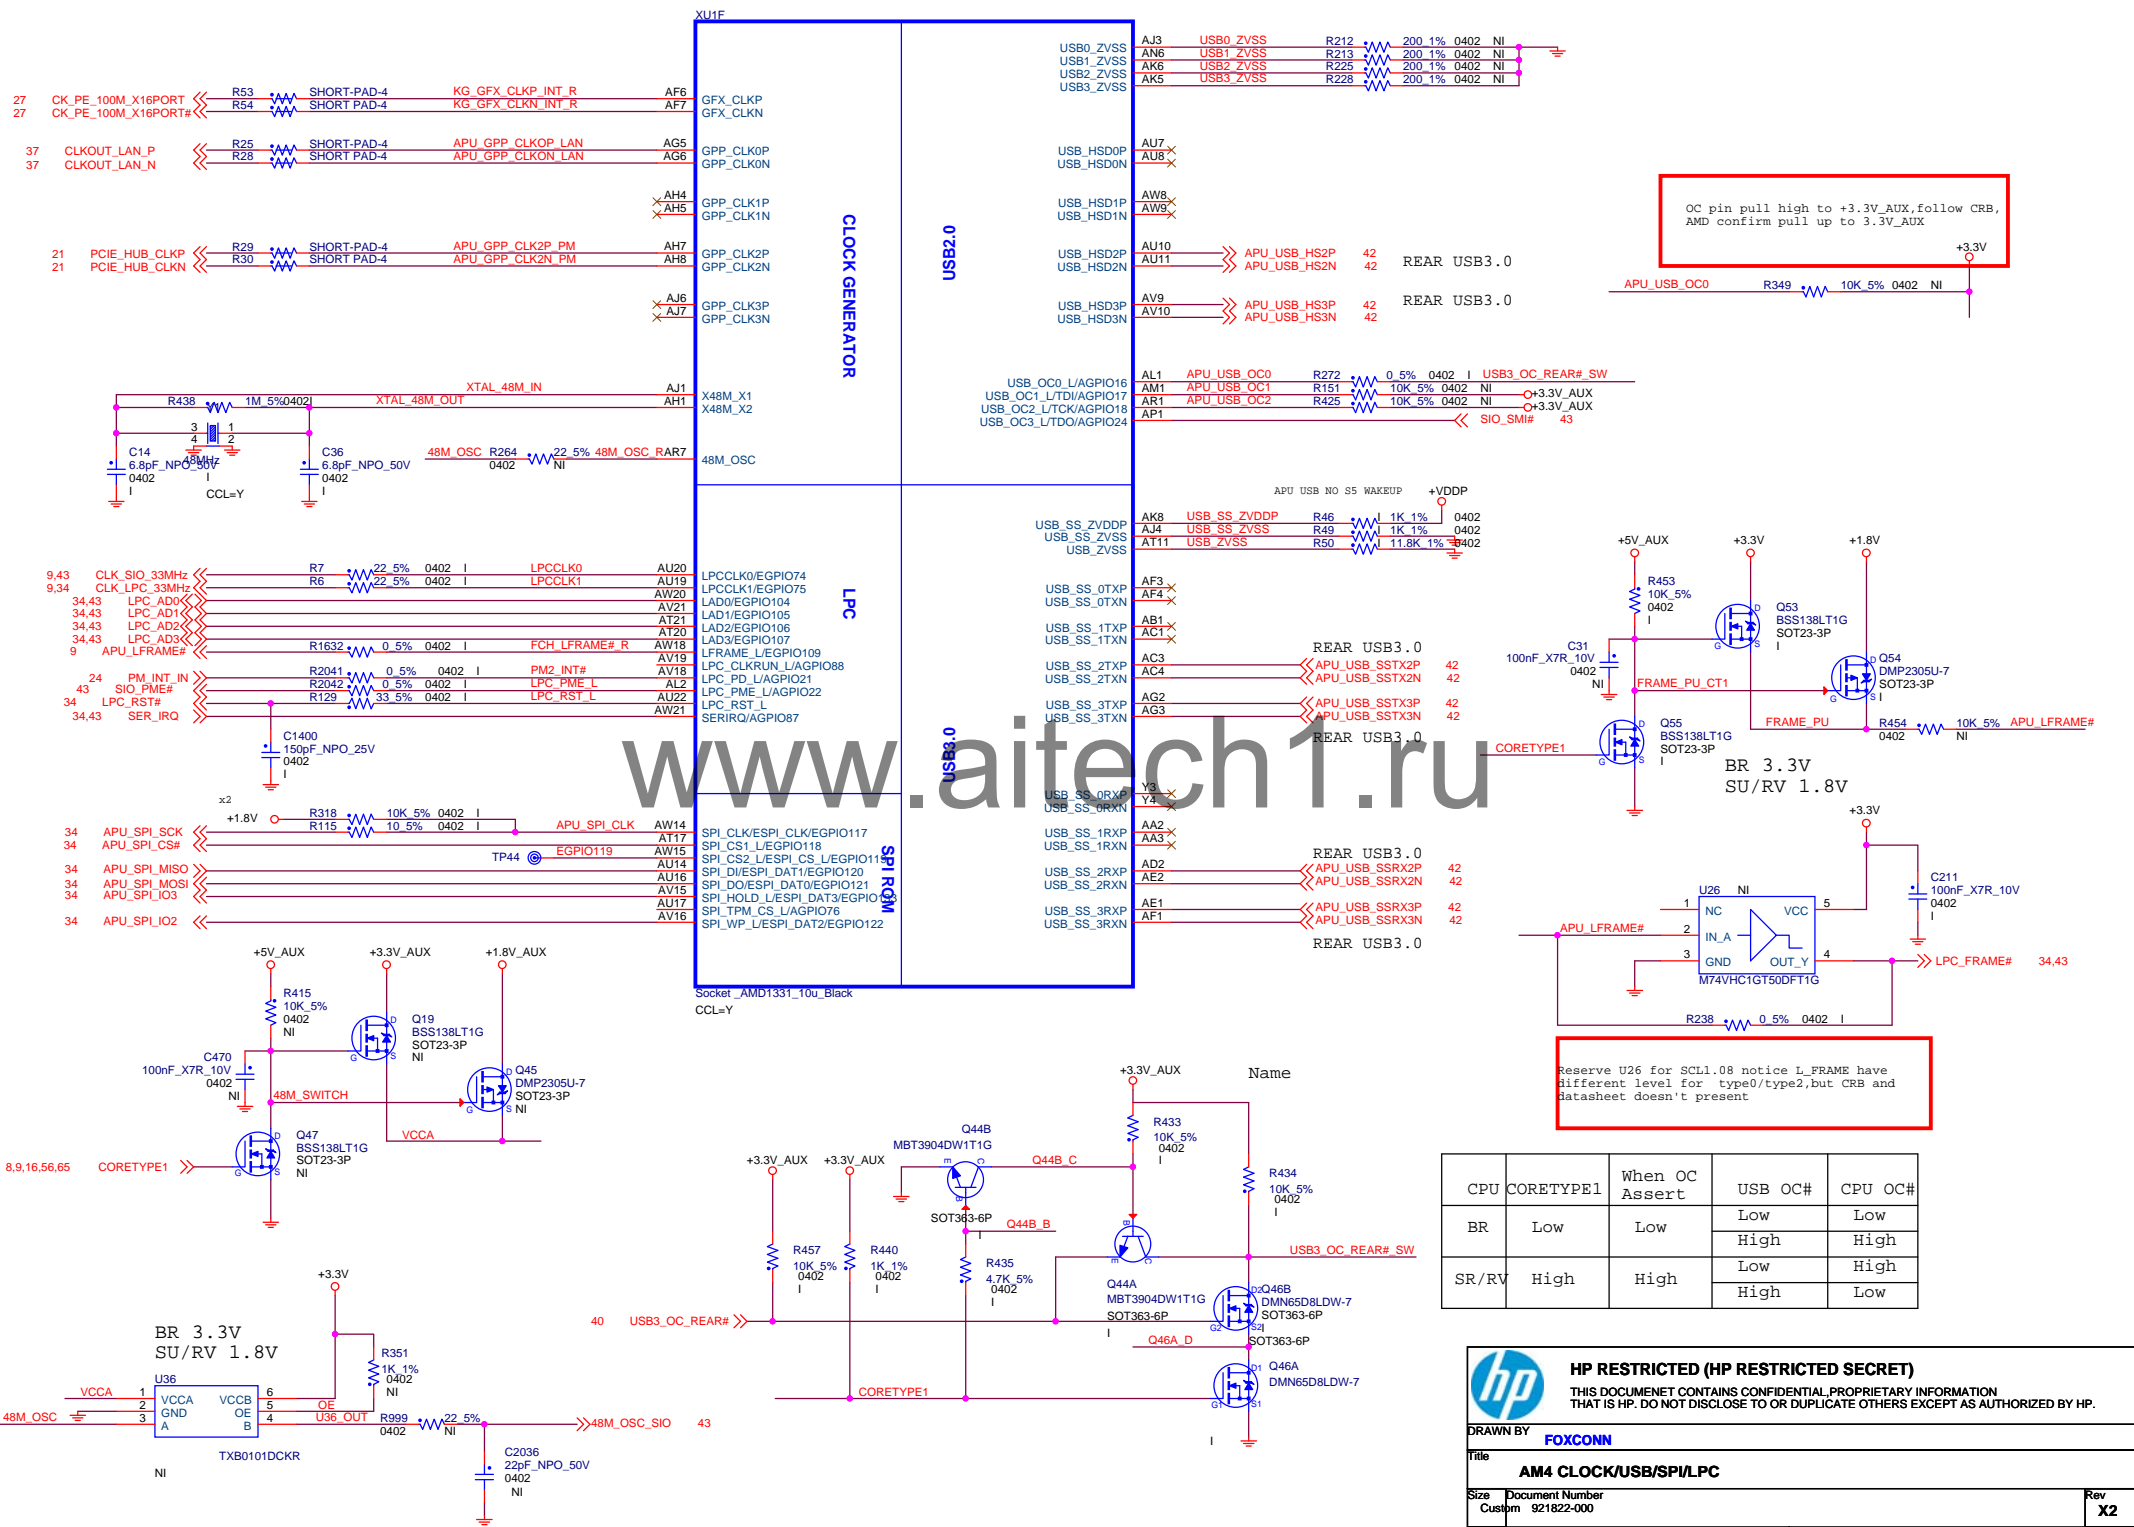 XU1F
CLOCK GENERATOR
USB2.0
LPC
USB3.0
SPI ROM
27 CK_PE_100M_X16PORT R53 SHORT-PAD-4 KG_GFX_CLKP_INT_R AF6 GFX_CLKP
27 CK_PE_100M_X16PORT# R54 SHORT PAD-4 KG_GFX_CLKN_INT_R AF7 GFX_CLKN
37 CLKOUT_LAN_P R25 SHORT-PAD-4 APU_GPP_CLKOP_LAN AG5 GPP_CLK0P
37 CLKOUT_LAN_N R28 SHORT PAD-4 APU_GPP_CLKON_LAN AG6 GPP_CLK0N
AH4 GPP_CLK1P
AH5 GPP_CLK1N
21 PCIE_HUB_CLKP R29 SHORT-PAD-4 APU_GPP_CLK2P_PM AH7 GPP_CLK2P
21 PCIE_HUB_CLKN R30 SHORT PAD-4 APU_GPP_CLK2N_PM AH8 GPP_CLK2N
AJ6 GPP_CLK3P
AJ7 GPP_CLK3N
XTAL_48M_IN AJ1 X48M_X1
R438 1M_5% 0402 I XTAL_48M_OUT AH1 X48M_X2
3 1
4 2
48MHz
I
CCL=Y
C14
6.8pF_NPO_50V
0402
I
C36
6.8pF_NPO_50V
0402
I
48M_OSC R264 22_5% 48M_OSC_R AR7 48M_OSC
0402 NI
9,43 CLK_SIO_33MHz R7 22_5% 0402 I LPCCLK0 AU20 LPCCLK0/EGPIO74
9,34 CLK_LPC_33MHz R6 22_5% 0402 I LPCCLK1 AU19 LPCCLK1/EGPIO75
34,43 LPC_AD0 AW20 LAD0/EGPIO104
34,43 LPC_AD1 AV21 LAD1/EGPIO105
34,43 LPC_AD2 AT21 LAD2/EGPIO106
34,43 LPC_AD3 AT20 LAD3/EGPIO107
9 APU_LFRAME# R1632 0_5% 0402 I FCH_LFRAME#_R AW18 LFRAME_L/EGPIO109
AV19 LPC_CLKRUN_L/AGPIO88
24 PM_INT_IN R2041 0_5% 0402 I PM2_INT# AV18 LPC_PD_L/AGPIO21
43 SIO_PME# R2042 0_5% 0402 I LPC_PME_L AL2 LPC_PME_L/AGPIO22
34 LPC_RST# R129 33_5% 0402 I LPC_RST_L AU22 LPC_RST_L
34,43 SER_IRQ AW21 SERIRQ/AGPIO87
C1400
150pF_NPO_25V
0402
I
x2
+1.8V R318 10K_5% 0402 I
34 APU_SPI_SCK R115 10_5% 0402 I APU_SPI_CLK AW14 SPI_CLK/ESPI_CLK/EGPIO117
34 APU_SPI_CS# AT17 SPI_CS1_L/EGPIO118
TP44 EGPIO119 AW15 SPI_CS2_L/ESPI_CS_L/EGPIO119
34 APU_SPI_MISO AU14 SPI_DI/ESPI_DAT1/EGPIO120
34 APU_SPI_MOSI AU16 SPI_DO/ESPI_DAT0/EGPIO121
34 APU_SPI_IO3 AV15 SPI_HOLD_L/ESPI_DAT3/EGPIO133
AU17 SPI_TPM_CS_L/AGPIO76
34 APU_SPI_IO2 AV16 SPI_WP_L/ESPI_DAT2/EGPIO122
Socket _AMD1331_10u_Black
CCL=Y
USB0_ZVSS AJ3 USB0_ZVSS R212 200_1% 0402 NI
USB1_ZVSS AN6 USB1_ZVSS R213 200_1% 0402 NI
USB2_ZVSS AK6 USB2_ZVSS R225 200_1% 0402 NI
USB3_ZVSS AK5 USB3_ZVSS R228 200_1% 0402 NI
USB_HSD0P AU7
USB_HSD0N AU8
USB_HSD1P AW8
USB_HSD1N AW9
USB_HSD2P AU10 APU_USB_HS2P 42
USB_HSD2N AU11 APU_USB_HS2N 42
REAR USB3.0
USB_HSD3P AV9 APU_USB_HS3P 42
USB_HSD3N AV10 APU_USB_HS3N 42
REAR USB3.0
USB_OC0_L/AGPIO16 AL1 APU_USB_OC0 R272 0_5% 0402 I USB3_OC_REAR#_SW
USB_OC1_L/TDI/AGPIO17 AM1 APU_USB_OC1 R151 10K_5% 0402 NI +3.3V_AUX
USB_OC2_L/TCK/AGPIO18 AR1 APU_USB_OC2 R425 10K_5% 0402 NI +3.3V_AUX
USB_OC3_L/TDO/AGPIO24 AP1 SIO_SMI# 43
APU USB NO S5 WAKEUP +VDDP
USB_SS_ZVDDP AK8 USB_SS_ZVDDP R46 I 1K_1% 0402
USB_SS_ZVSS AJ4 USB_SS_ZVSS R49 I 1K_1% 0402
USB_ZVSS AT11 USB_ZVSS R50 I 11.8K_1% 0402
USB_SS_0TXP AF3
USB_SS_0TXN AF4
USB_SS_1TXP AB1
USB_SS_1TXN AC1
REAR USB3.0
USB_SS_2TXP AC3 APU_USB_SSTX2P 42
USB_SS_2TXN AC4 APU_USB_SSTX2N 42
USB_SS_3TXP AG2 APU_USB_SSTX3P 42
USB_SS_3TXN AG3 APU_USB_SSTX3N 42
REAR USB3.0
USB_SS_0RXP Y3
USB_SS_0RXN Y4
USB_SS_1RXP AA2
USB_SS_1RXN AA3
REAR USB3.0
USB_SS_2RXP AD2 APU_USB_SSRX2P 42
USB_SS_2RXN AE2 APU_USB_SSRX2N 42
USB_SS_3RXP AE1 APU_USB_SSRX3P 42
USB_SS_3RXN AF1 APU_USB_SSRX3N 42
REAR USB3.0
www.aitech1.ru
OC pin pull high to +3.3V_AUX,follow CRB,
AMD confirm pull up to 3.3V_AUX
+3.3V
APU_USB_OC0 R349 10K_5% 0402 NI
+5V_AUX +3.3V +1.8V
R453
10K_5%
0402
I
Q53
BSS138LT1G
SOT23-3P
I
D
G
S
C31
100nF_X7R_10V
0402
NI
Q54
DMP2305U-7
SOT23-3P
I
D
G
S
FRAME_PU_CT1
FRAME_PU R454 10K_5% APU_LFRAME#
0402 NI
Q55
BSS138LT1G
SOT23-3P
I
D
G
S
CORETYPE1
BR 3.3V
SU/RV 1.8V
+3.3V
C211
100nF_X7R_10V
0402
I
U26 NI
1 NC VCC 5
APU_LFRAME# 2 IN_A
3 GND OUT_Y 4 LPC_FRAME# 34,43
M74VHC1GT50DFT1G
R238 0_5% 0402 I
Reserve U26 for SCL1.08 notice L_FRAME have
different level for type0/type2,but CRB and
datasheet doesn't present
+5V_AUX +3.3V_AUX +1.8V_AUX
R415
10K_5%
0402
NI
Q19
BSS138LT1G
SOT23-3P
NI
D
G
S
C470
100nF_X7R_10V
0402
NI
Q45
DMP2305U-7
SOT23-3P
NI
D
G
S
48M_SWITCH
VCCA
Q47
BSS138LT1G
SOT23-3P
NI
D
G
S
8,9,16,56,65 CORETYPE1
+3.3V
BR 3.3V
SU/RV 1.8V
R351
1K_1%
0402
NI
U36
VCCA 1 VCCA VCCB 6
2 GND OE 5 OE
48M_OSC 3 A B 4 U36_OUT R999 22_5% 48M_OSC_SIO 43
0402 NI
TXB0101DCKR
NI
C2036
22pF_NPO_50V
0402
NI
+3.3V_AUX Name
R433
10K_5%
0402
I
Q44B
MBT3904DW1T1G
E
C
B
SOT363-6P
I
Q44B_C
Q44B_B
R434
10K_5%
0402
I
+3.3V_AUX +3.3V_AUX
R457
10K_5%
0402
I
R440
1K_1%
0402
I
R435
4.7K_5%
0402
I
B
E
C
Q44A
MBT3904DW1T1G
SOT363-6P
I
USB3_OC_REAR#_SW
D2
G2
S2
Q46B
DMN65D8LDW-7
SOT363-6P
I
SOT363-6P
40 USB3_OC_REAR#
Q46A_D
D1
G1
S1
Q46A
DMN65D8LDW-7
I
CORETYPE1
CPU CORETYPE1 When OC Assert USB OC# CPU OC#
BR Low Low Low Low
High High
SR/RV High High Low High
High Low
hp
HP RESTRICTED (HP RESTRICTED SECRET)
THIS DOCUMENET CONTAINS CONFIDENTIAL,PROPRIETARY INFORMATION
THAT IS HP. DO NOT DISCLOSE TO OR DUPLICATE OTHERS EXCEPT AS AUTHORIZED BY HP.
DRAWN BY
FOXCONN
Title
AM4 CLOCK/USB/SPI/LPC
Size Document Number Rev
Custom 921822-000 X2